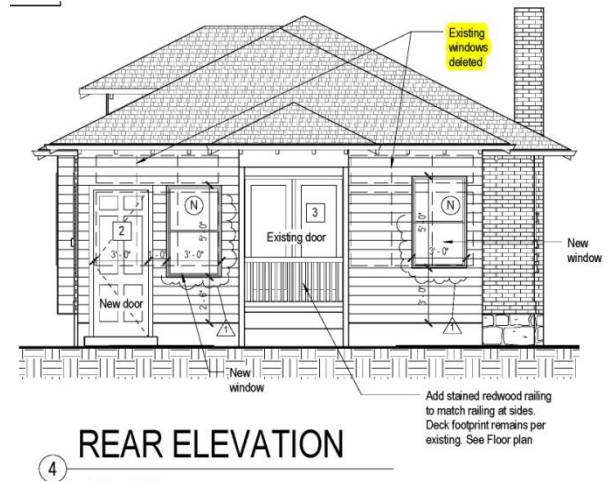 Existing
windows
deleted
N
N
2
3
5' - 0"
5' - 0"
Existing door
3' - 0"
1' - 0"
3' - 0"
3' - 0"
New
window
New door
2' - 6"
3' - 0"
1
1
New
window
Add stained redwood railing
to match railing at sides.
Deck footprint remains per
existing. See Floor plan
REAR ELEVATION
4